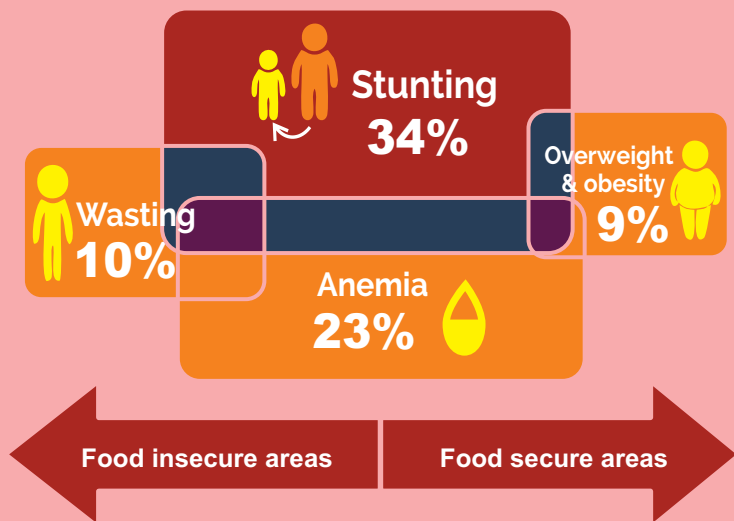 Stunting
34%
Overweight
& obesity
9%
Wasting
10%
Anemia
23%
Food insecure areas
Food secure areas